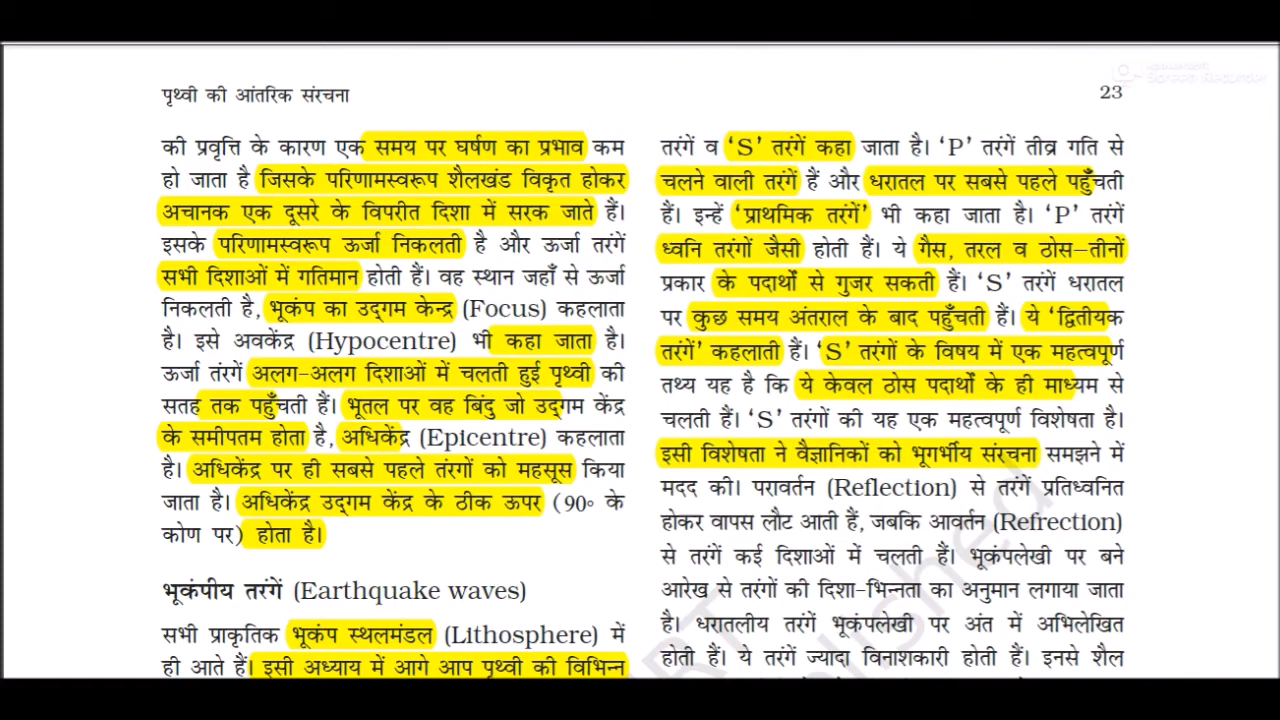 पृथ्वी की आंतरिक संरचना
23
की प्रवृत्ति के कारण एक समय पर घर्षण का प्रभाव कम
हो जाता है जिसके परिणामस्वरूप शैलखंड विकृत होकर
अचानक एक दूसरे के विपरीत दिशा में सरक जाते हैं।
इसके परिणामस्वरूप ऊर्जा निकलती है और ऊर्जा तरंगें
सभी दिशाओं में गतिमान होती हैं। वह स्थान जहाँ से ऊर्जा
निकलती है, भूकंप का उद्गम केन्द्र (Focus) कहलाता
है। इसे अवकेंद्र (Hypocentre) भी कहा जाता है।
ऊर्जा तंरगें अलग-अलग दिशाओं में चलती हुई पृथ्वी की
सतह तक पहुँचती हैं। भूतल पर वह बिंदु जो उद्गम केंद्र
के समीपतम होता है, अधिकेंद्र (Epicentre) कहलाता
है। अधिकेंद्र पर ही सबसे पहले तंरगों को महसूस किया
जाता है। अधिकेंद्र उद्गम केंद्र के ठीक ऊपर (90° के
कोण पर) होता है।
भूकंपीय तरंगें (Earthquake waves)
सभी प्राकृतिक भूकंप स्थलमंडल (Lithosphere) में
ही आते हैं। इसी अध्याय में आगे आप पृथ्वी की विभिन्न
तरंगें व ‘S’ तरंगें कहा जाता है। ‘P’ तरंगें तीव्र गति से
चलने वाली तरंगें हैं और धरातल पर सबसे पहले पहुँचती
हैं। इन्हें ‘प्राथमिक तरंगें’ भी कहा जाता है। ‘P’ तरंगें
ध्वनि तरंगों जैसी होती हैं। ये गैस, तरल व ठोस-तीनों
प्रकार के पदार्थों से गुजर सकती हैं। ‘S’ तरंगें धरातल
पर कुछ समय अंतराल के बाद पहुँचती हैं। ये ‘द्वितीयक
तरंगें’ कहलाती हैं। ‘S’ तरंगों के विषय में एक महत्वपूर्ण
तथ्य यह है कि ये केवल ठोस पदार्थों के ही माध्यम से
चलती हैं। ‘S’ तरंगों की यह एक महत्वपूर्ण विशेषता है।
इसी विशेषता ने वैज्ञानिकों को भूगर्भीय संरचना समझने में
मदद की। परावर्तन (Reflection) से तरंगें प्रतिध्वनित
होकर वापस लौट आती हैं, जबकि आवर्तन (Refrection)
से तरंगें कई दिशाओं में चलती हैं। भूकंपलेखी पर बने
आरेख से तरंगों की दिशा-भिन्नता का अनुमान लगाया जाता
है। धरातलीय तरंगें भूकंपलेखी पर अंत में अभिलेखित
होती हैं। ये तरंगें ज्यादा विनाशकारी होती हैं। इनसे शैल